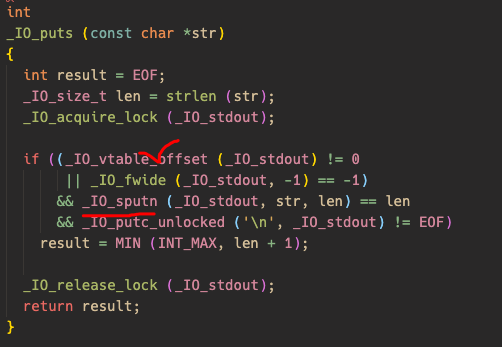 int
_IO_puts (const char *str)
{
int result = EOF;
_IO_size_t len = strlen (str);
_IO_acquire_lock (_IO_stdout);
if ((_IO_vtable_offset (_IO_stdout) != 0
|| _IO_fwide (_IO_stdout, -1) == -1)
&& _IO_sputn (_IO_stdout, str, len) == len
&& _IO_putc_unlocked ('\n', _IO_stdout) != EOF)
result = MIN (INT_MAX, len + 1);
_IO_release_lock (_IO_stdout);
return result;
}